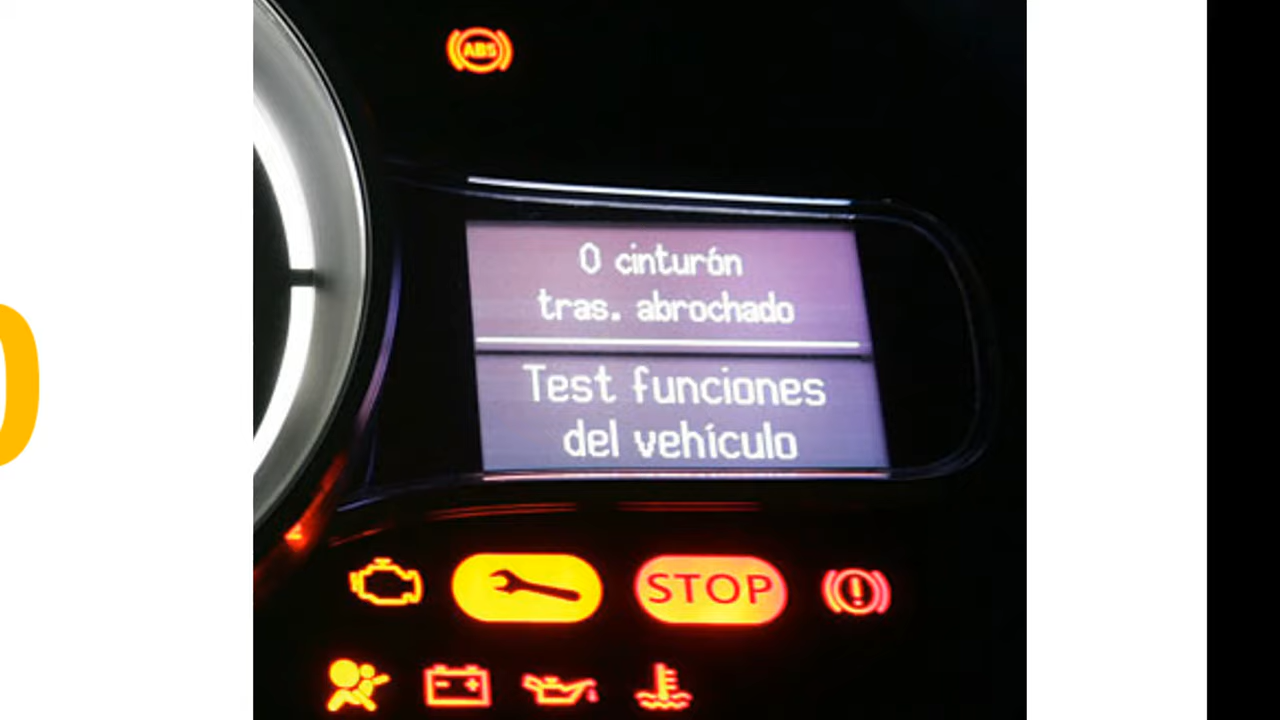 ABS
0 cinturón
tras. abrochado
Test funciones
del vehículo
STOP